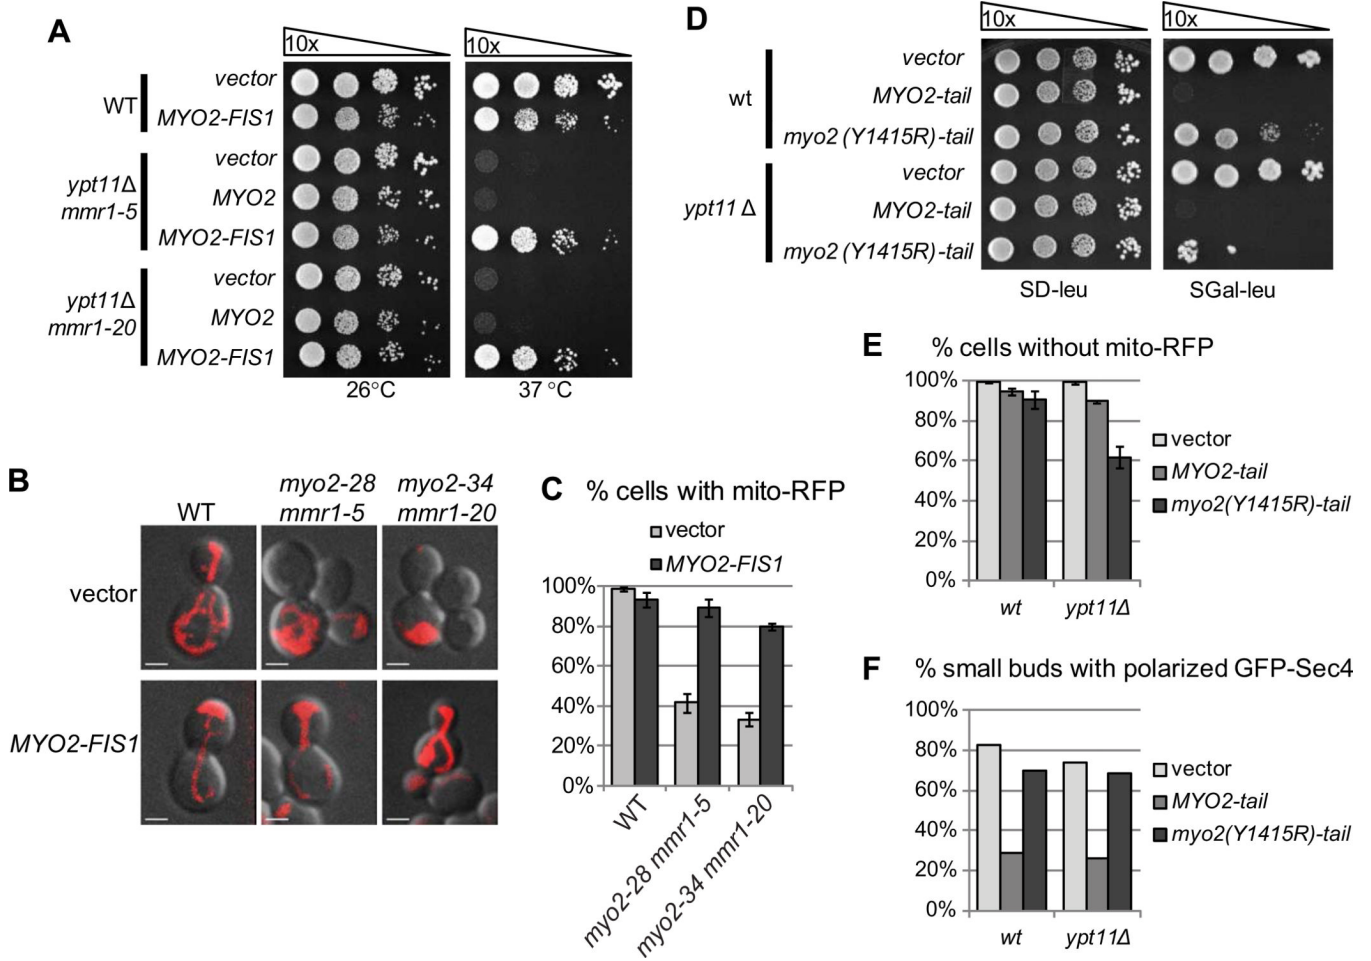 A
10x
10x
WT
vector
MYO2-FIS1
ypt11Δ
mmr1-5
vector
MYO2
MYO2-FIS1
ypt11Δ
mmr1-20
vector
MYO2
MYO2-FIS1
26°C
37 °C
B
WT
myo2-28
mmr1-5
myo2-34
mmr1-20
vector
MYO2-FIS1
C
% cells with mito-RFP
vector
MYO2-FIS1
100%
80%
60%
40%
20%
0%
WT
myo2-28 mmr1-5
myo2-34 mmr1-20
D
10x
10x
wt
vector
MYO2-tail
myo2 (Y1415R)-tail
ypt11 Δ
vector
MYO2-tail
myo2 (Y1415R)-tail
SD-leu
SGal-leu
E
% cells without mito-RFP
100%
80%
60%
40%
20%
0%
wt
ypt11Δ
vector
MYO2-tail
myo2(Y1415R)-tail
F
% small buds with polarized GFP-Sec4
100%
80%
60%
40%
20%
0%
wt
ypt11Δ
vector
MYO2-tail
myo2(Y1415R)-tail